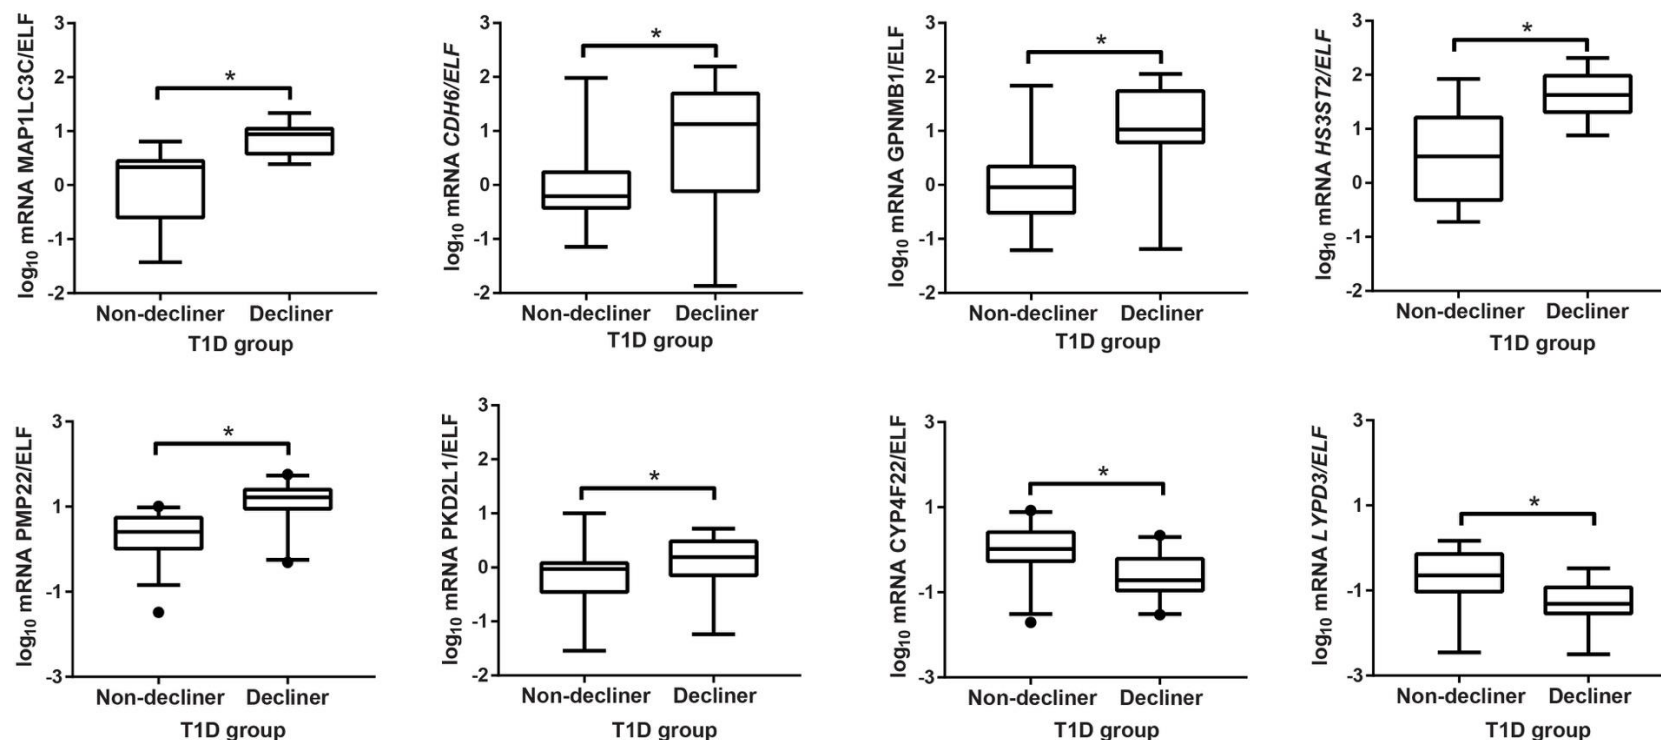 log10 mRNA MAP1LC3C/ELF
3
2
1
0
-1
-2
*
Non-decliner Decliner
T1D group
log10 mRNA CDH6/ELF
3
2
1
0
-1
-2
*
Non-decliner Decliner
T1D group
log10 mRNA GPNMB1/ELF
3
2
1
0
-1
-2
*
Non-decliner Decliner
T1D group
log10 mRNA HS3ST2/ELF
3
2
1
0
-1
-2
*
Non-decliner Decliner
T1D group
log10 mRNA PMP22/ELF
3
1
-1
-3
*
Non-decliner Decliner
T1D group
log10 mRNA PKD2L1/ELF
3
2
1
0
-1
-2
*
Non-decliner Decliner
T1D group
log10 mRNA CYP4F22/ELF
3
1
-1
-3
*
Non-decliner Decliner
T1D group
log10 mRNA LYPD3/ELF
3
1
-1
-3
*
Non-decliner Decliner
T1D group